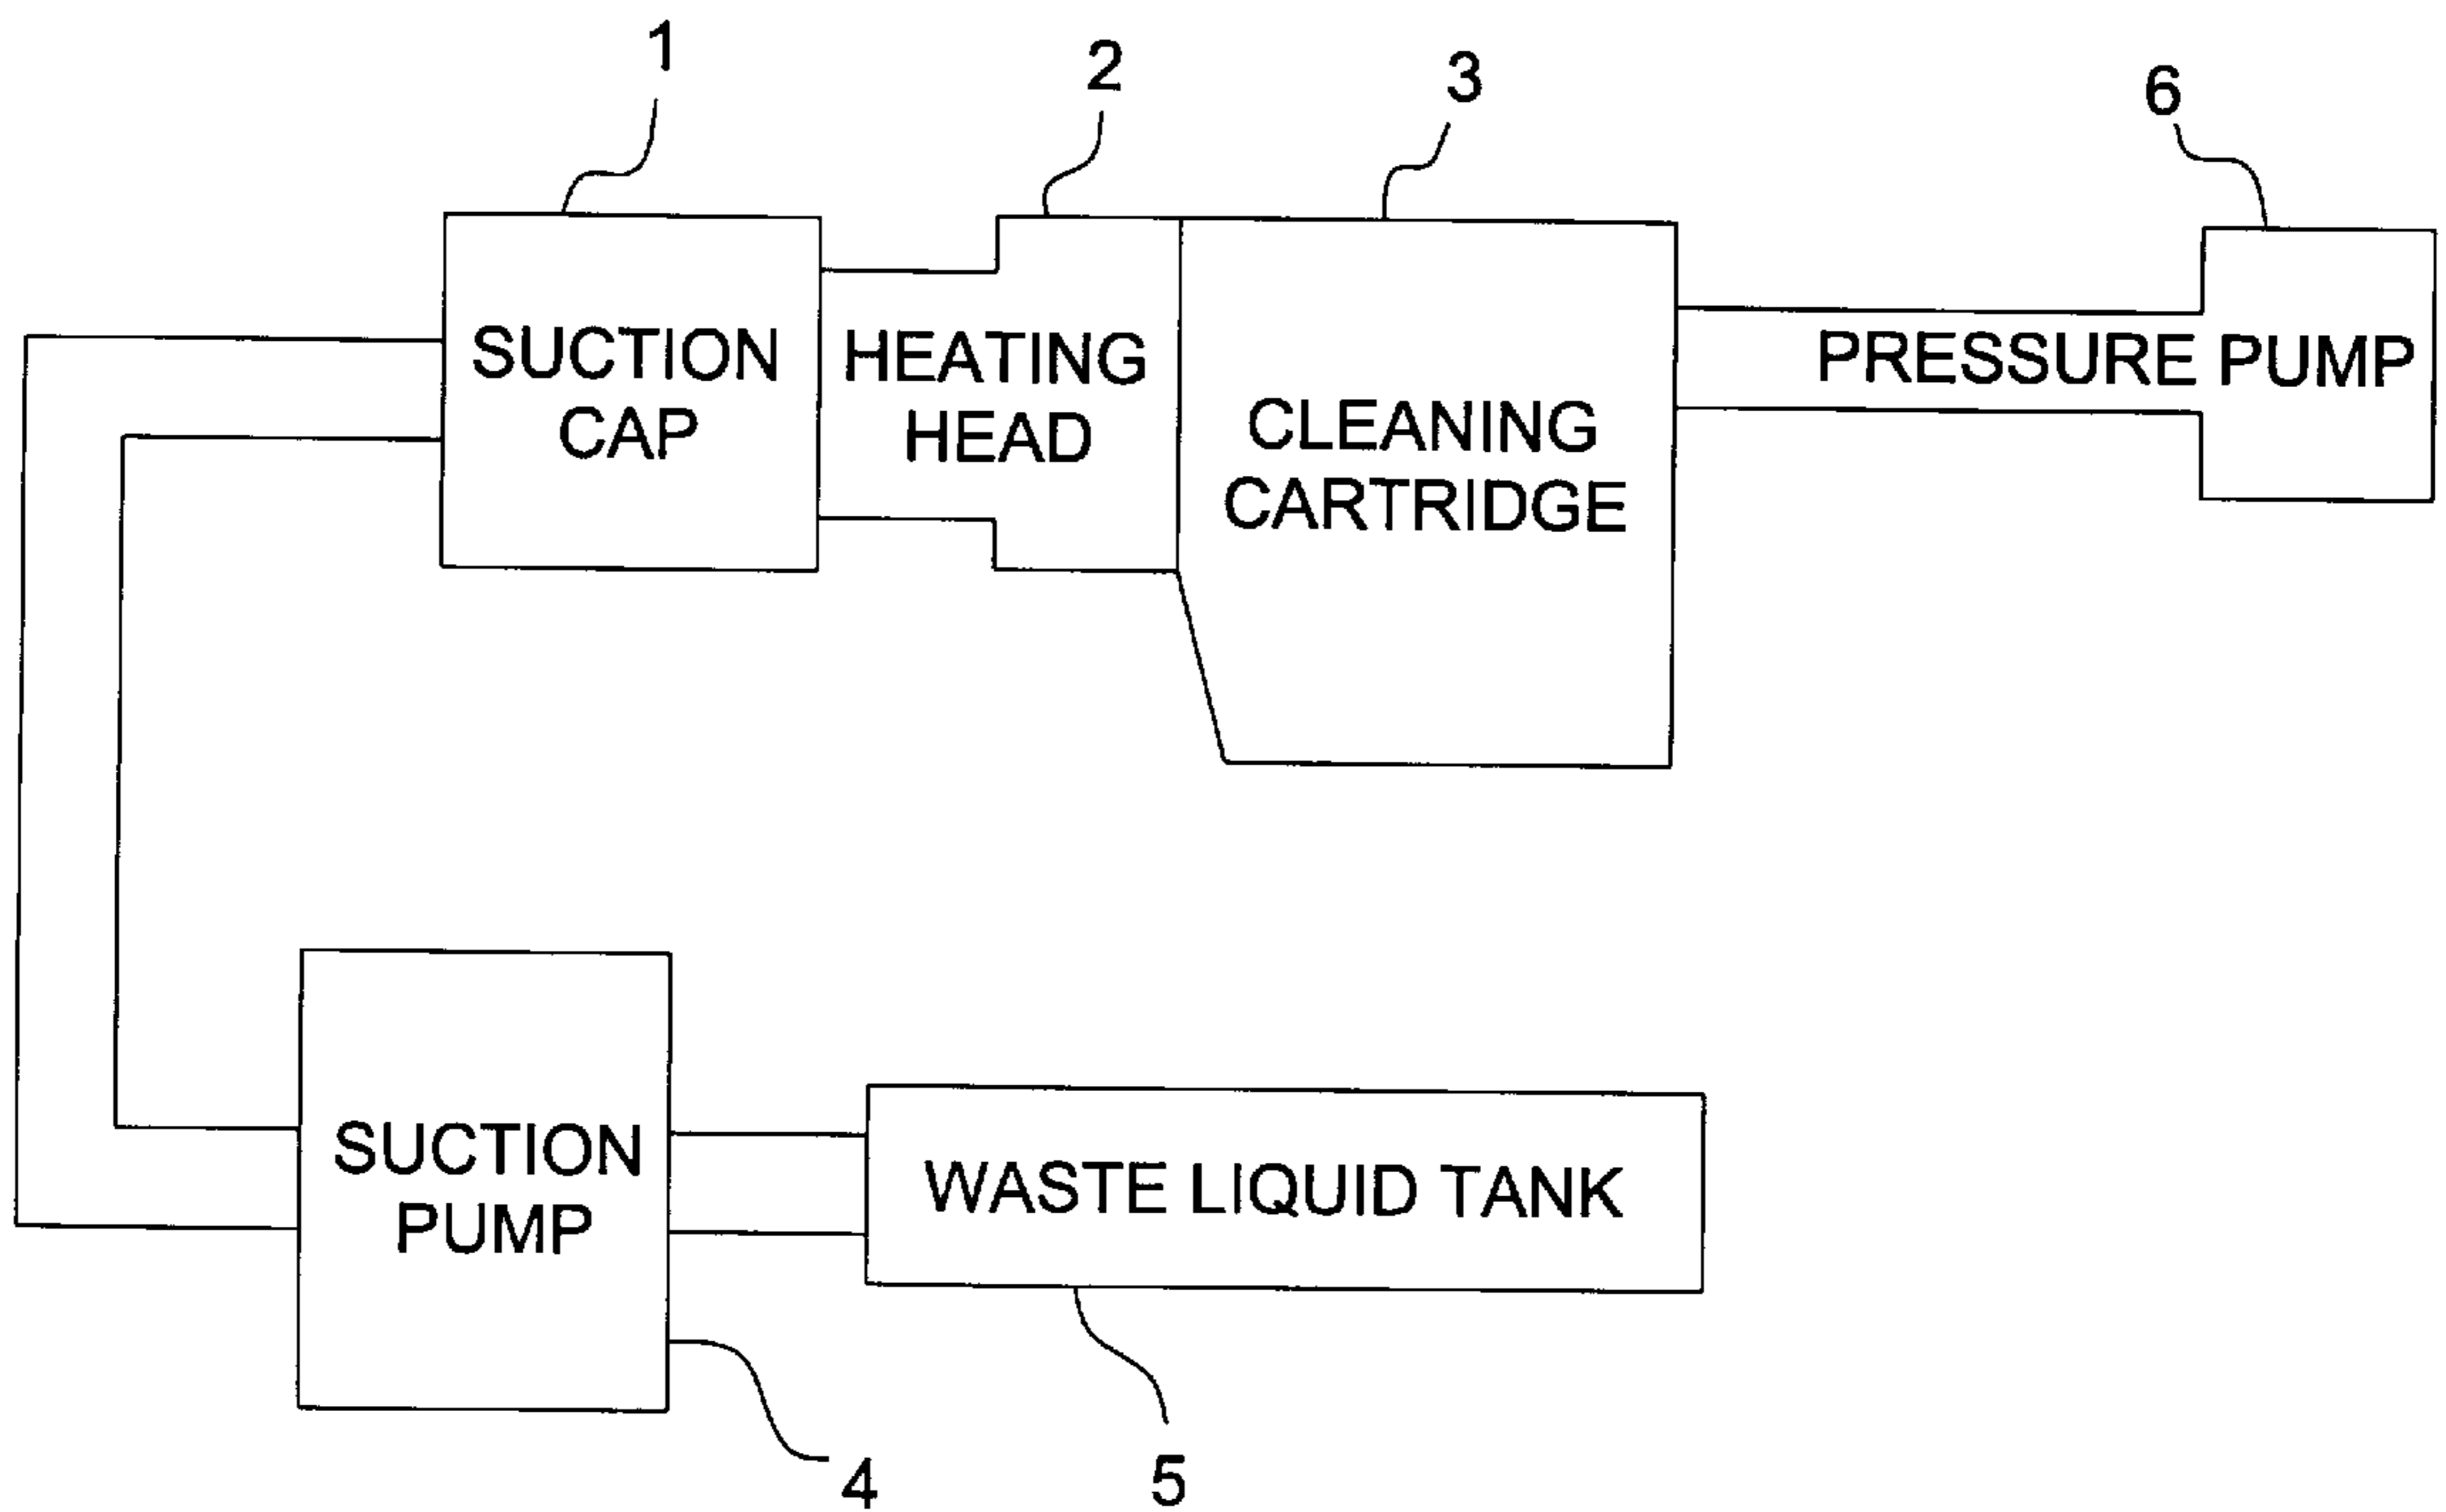 1
2
3
6
SUCTION
CAP
HEATING
HEAD
CLEANING
CARTRIDGE
PRESSURE PUMP
SUCTION
PUMP
WASTE LIQUID TANK
4
5